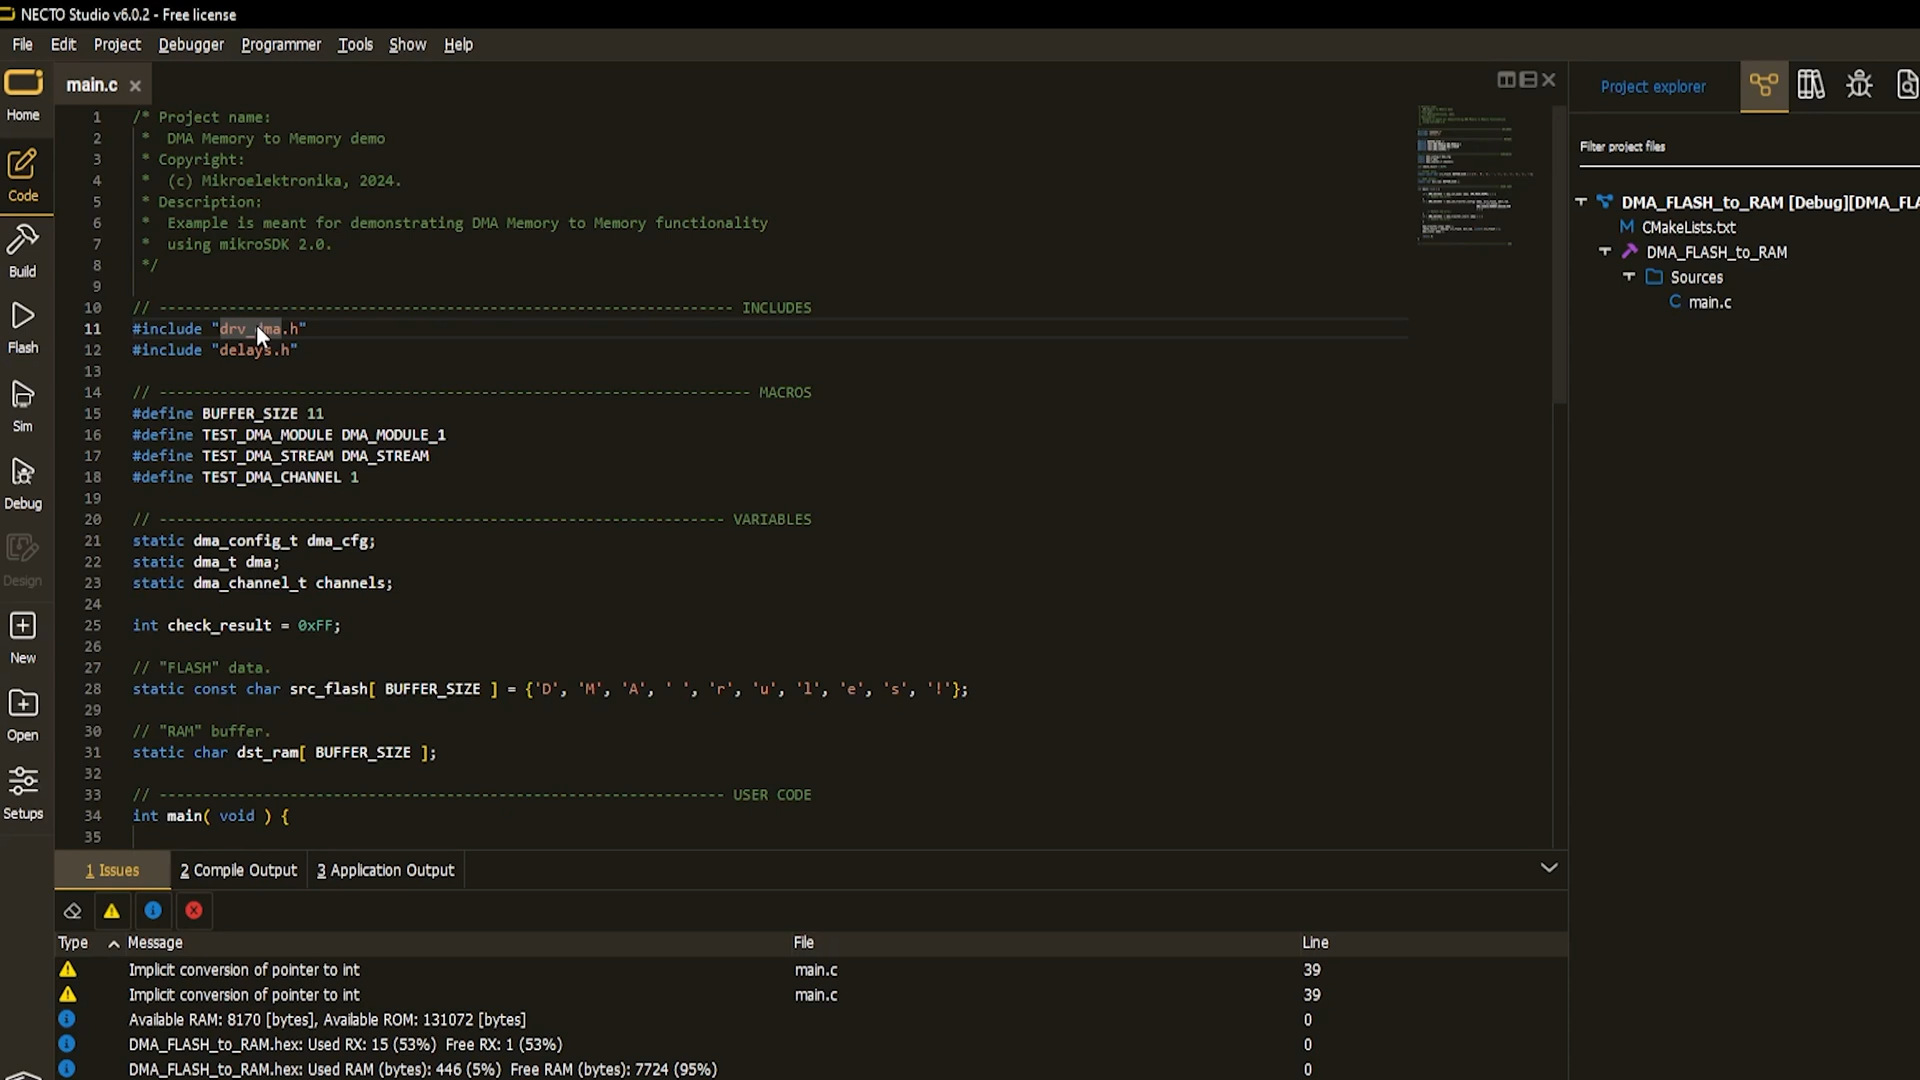 NECTO Studio v6.0.2 - Free license
File Edit Project Debugger Programmer Tools Show Help
main.c
Home
Code
Build
Flash
Sim
Debug
Design
New
Open
Setups
1 /* Project name:
2 * DMA Memory to Memory demo
3 * Copyright:
4 * (c) Mikroelektronika, 2024.
5 * Description:
6 * Example is meant for demonstrating DMA Memory to Memory functionality
7 * using mikroSDK 2.0.
8 */
9
10 // ------------------------------------------------------------------ INCLUDES
11 #include "drv_dma.h"
12 #include "delays.h"
13
14 // -------------------------------------------------------------------- MACROS
15 #define BUFFER_SIZE 11
16 #define TEST_DMA_MODULE DMA_MODULE_1
17 #define TEST_DMA_STREAM DMA_STREAM
18 #define TEST_DMA_CHANNEL 1
19
20 // ----------------------------------------------------------------- VARIABLES
21 static dma_config_t dma_cfg;
22 static dma_t dma;
23 static dma_channel_t channels;
24
25 int check_result = 0xFF;
26
27 // "FLASH" data.
28 static const char src_flash[ BUFFER_SIZE ] = {'D', 'M', 'A', ' ', 'r', 'u', 'l', 'e', 's', '!'};
29
30 // "RAM" buffer.
31 static char dst_ram[ BUFFER_SIZE ];
32
33 // ----------------------------------------------------------------- USER CODE
34 int main( void ) {
35
Project explorer
Filter project files
DMA_FLASH_to_RAM [Debug][DMA_FLA
M CMakeLists.txt
DMA_FLASH_to_RAM
Sources
C main.c
1 Issues 2 Compile Output 3 Application Output
Type Message File Line
Implicit conversion of pointer to int main.c 39
Implicit conversion of pointer to int main.c 39
Available RAM: 8170 [bytes], Available ROM: 131072 [bytes] 0
DMA_FLASH_to_RAM.hex: Used RX: 15 (53%) Free RX: 1 (53%) 0
DMA_FLASH_to_RAM.hex: Used RAM (bytes): 446 (5%) Free RAM (bytes): 7724 (95%) 0